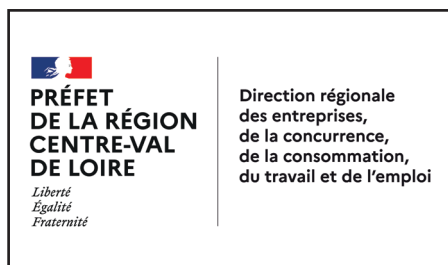 PRÉFET
DE LA RÉGION
CENTRE-VAL
DE LOIRE
Liberté
Égalité
Fraternité
Direction régionale
des entreprises,
de la concurrence,
de la consommation,
du travail et de l'emploi